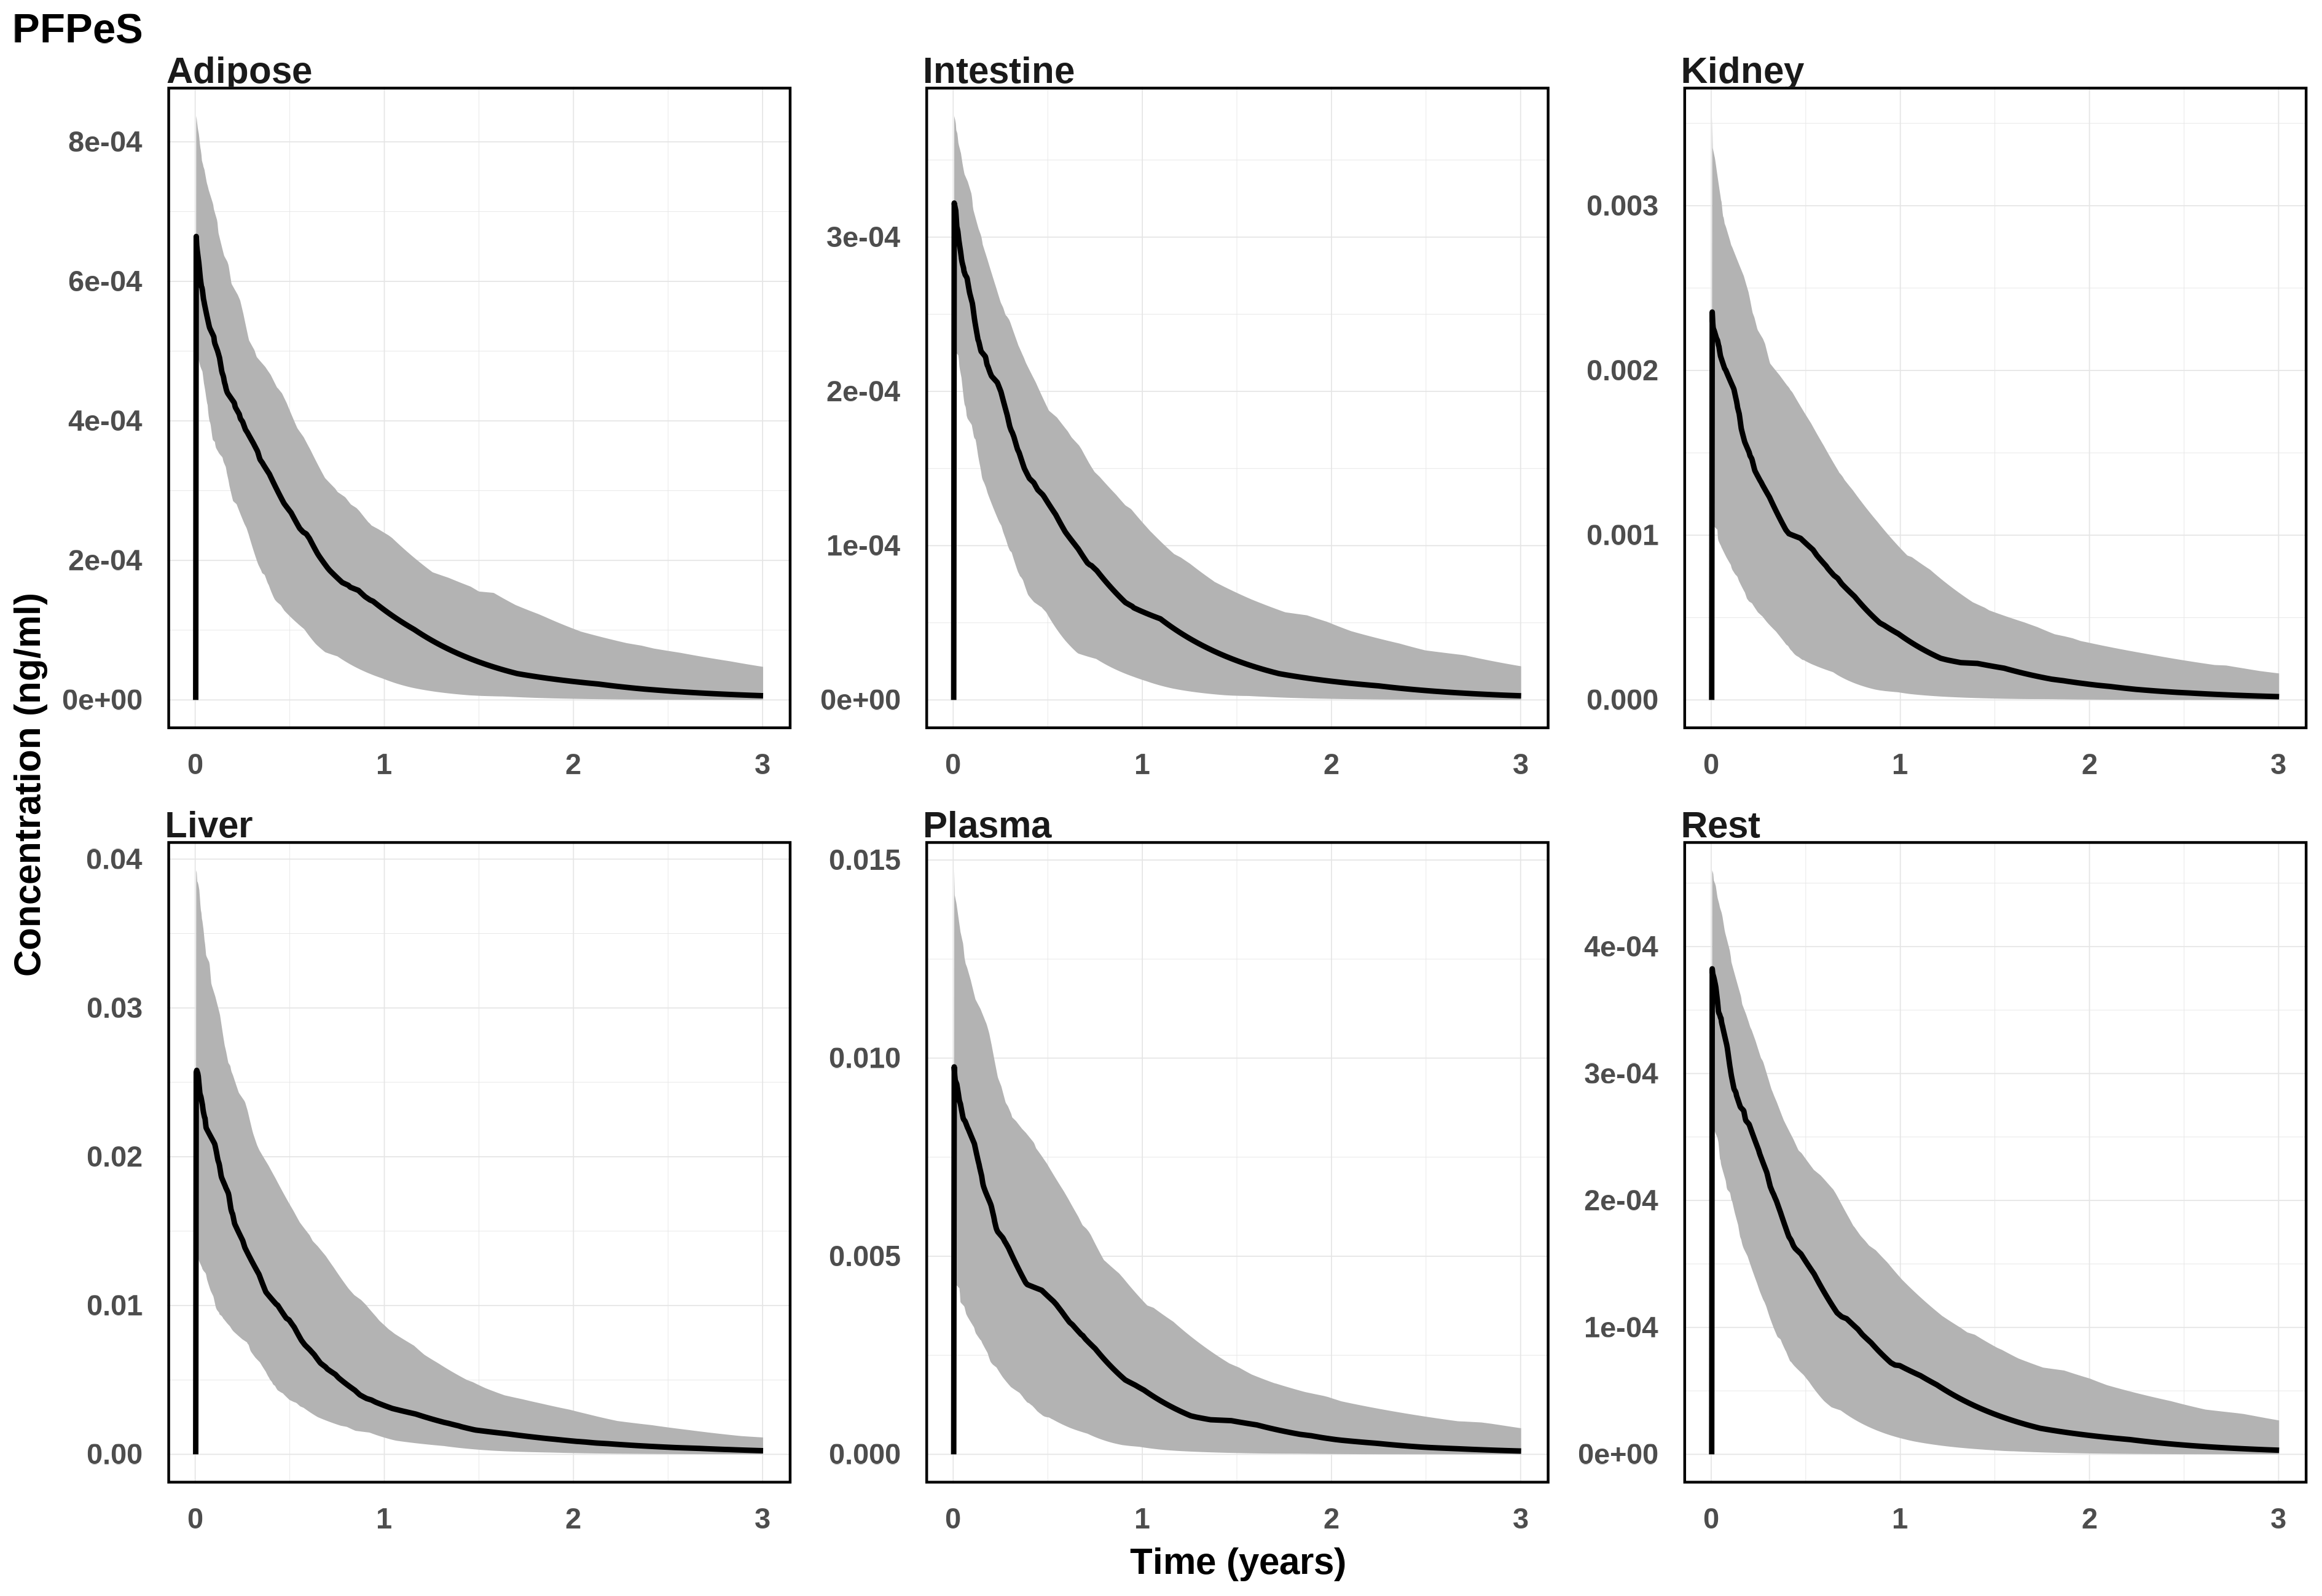 PFPeS
Adipose
Intestine
Kidney
8e-04
6e-04
4e-04
2e-04
0e+00
3e-04
2e-04
1e-04
0e+00
0.003
0.002
0.001
0.000
0 1 2 3
0 1 2 3
0 1 2 3
Concentration (ng/ml)
Liver
Plasma
Rest
0.04
0.03
0.02
0.01
0.00
0.015
0.010
0.005
0.000
4e-04
3e-04
2e-04
1e-04
0e+00
0 1 2 3
0 1 2 3
0 1 2 3
Time (years)